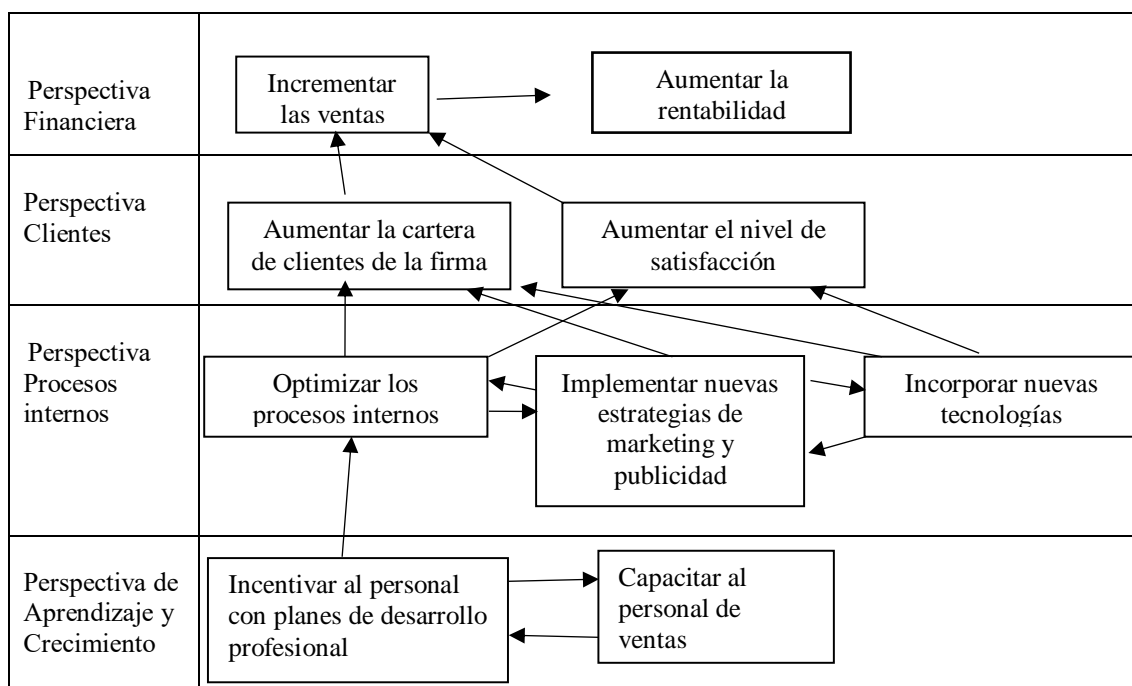 Perspectiva
Financiera
Incrementar
las ventas
Aumentar la
rentabilidad
Perspectiva
Clientes
Aumentar la cartera
de clientes de la firma
Aumentar el nivel de
satisfacción
Perspectiva
Procesos
internos
Optimizar los
procesos internos
Implementar nuevas
estrategias de
marketing y
publicidad
Incorporar nuevas
tecnologías
Perspectiva de
Aprendizaje y
Crecimiento
Incentivar al personal
con planes de desarrollo
profesional
Capacitar al
personal de
ventas